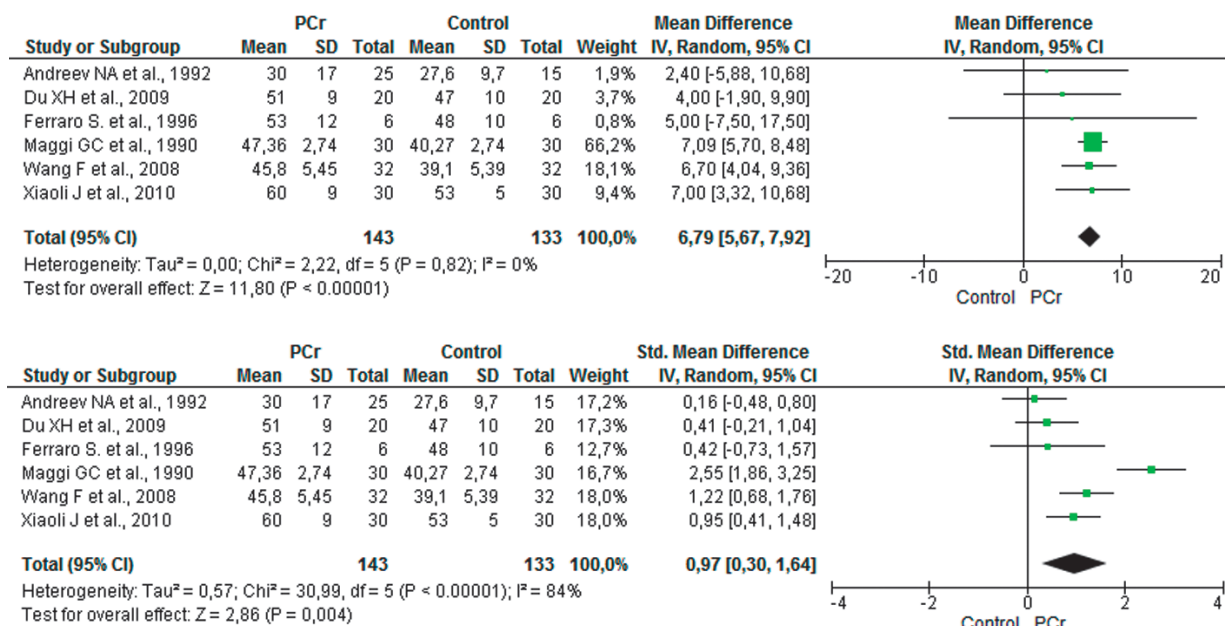 PCr Control Mean Difference Mean Difference
Study or Subgroup Mean SD Total Mean SD Total Weight IV, Random, 95% CI IV, Random, 95% CI
Andreev NA et al., 1992 30 17 25 27,6 9,7 15 1,9% 2,40 [-5,88, 10,68]
Du XH et al., 2009 51 9 20 47 10 20 3,7% 4,00 [-1,90, 9,90]
Ferraro S. et al., 1996 53 12 6 48 10 6 0,8% 5,00 [-7,50, 17,50]
Maggi GC et al., 1990 47,36 2,74 30 40,27 2,74 30 66,2% 7,09 [5,70, 8,48]
Wang F et al., 2008 45,8 5,45 32 39,1 5,39 32 18,1% 6,70 [4,04, 9,36]
Xiaoli J et al., 2010 60 9 30 53 5 30 9,4% 7,00 [3,32, 10,68]
Total (95% CI) 143 133 100,0% 6,79 [5,67, 7,92]
Heterogeneity: Tau² = 0,00; Chi² = 2,22, df = 5 (P = 0,82); I² = 0%
Test for overall effect: Z = 11,80 (P < 0.00001)
-20 -10 0 10 20
Control PCr
PCr Control Std. Mean Difference Std. Mean Difference
Study or Subgroup Mean SD Total Mean SD Total Weight IV, Random, 95% CI IV, Random, 95% CI
Andreev NA et al., 1992 30 17 25 27,6 9,7 15 17,2% 0,16 [-0,48, 0,80]
Du XH et al., 2009 51 9 20 47 10 20 17,3% 0,41 [-0,21, 1,04]
Ferraro S. et al., 1996 53 12 6 48 10 6 12,7% 0,42 [-0,73, 1,57]
Maggi GC et al., 1990 47,36 2,74 30 40,27 2,74 30 16,7% 2,55 [1,86, 3,25]
Wang F et al., 2008 45,8 5,45 32 39,1 5,39 32 18,0% 1,22 [0,68, 1,76]
Xiaoli J et al., 2010 60 9 30 53 5 30 18,0% 0,95 [0,41, 1,48]
Total (95% CI) 143 133 100,0% 0,97 [0,30, 1,64]
Heterogeneity: Tau² = 0,57; Chi² = 30,99, df = 5 (P < 0.00001); I² = 84%
Test for overall effect: Z = 2,86 (P = 0,004)
-4 -2 0 2 4
Control PCr